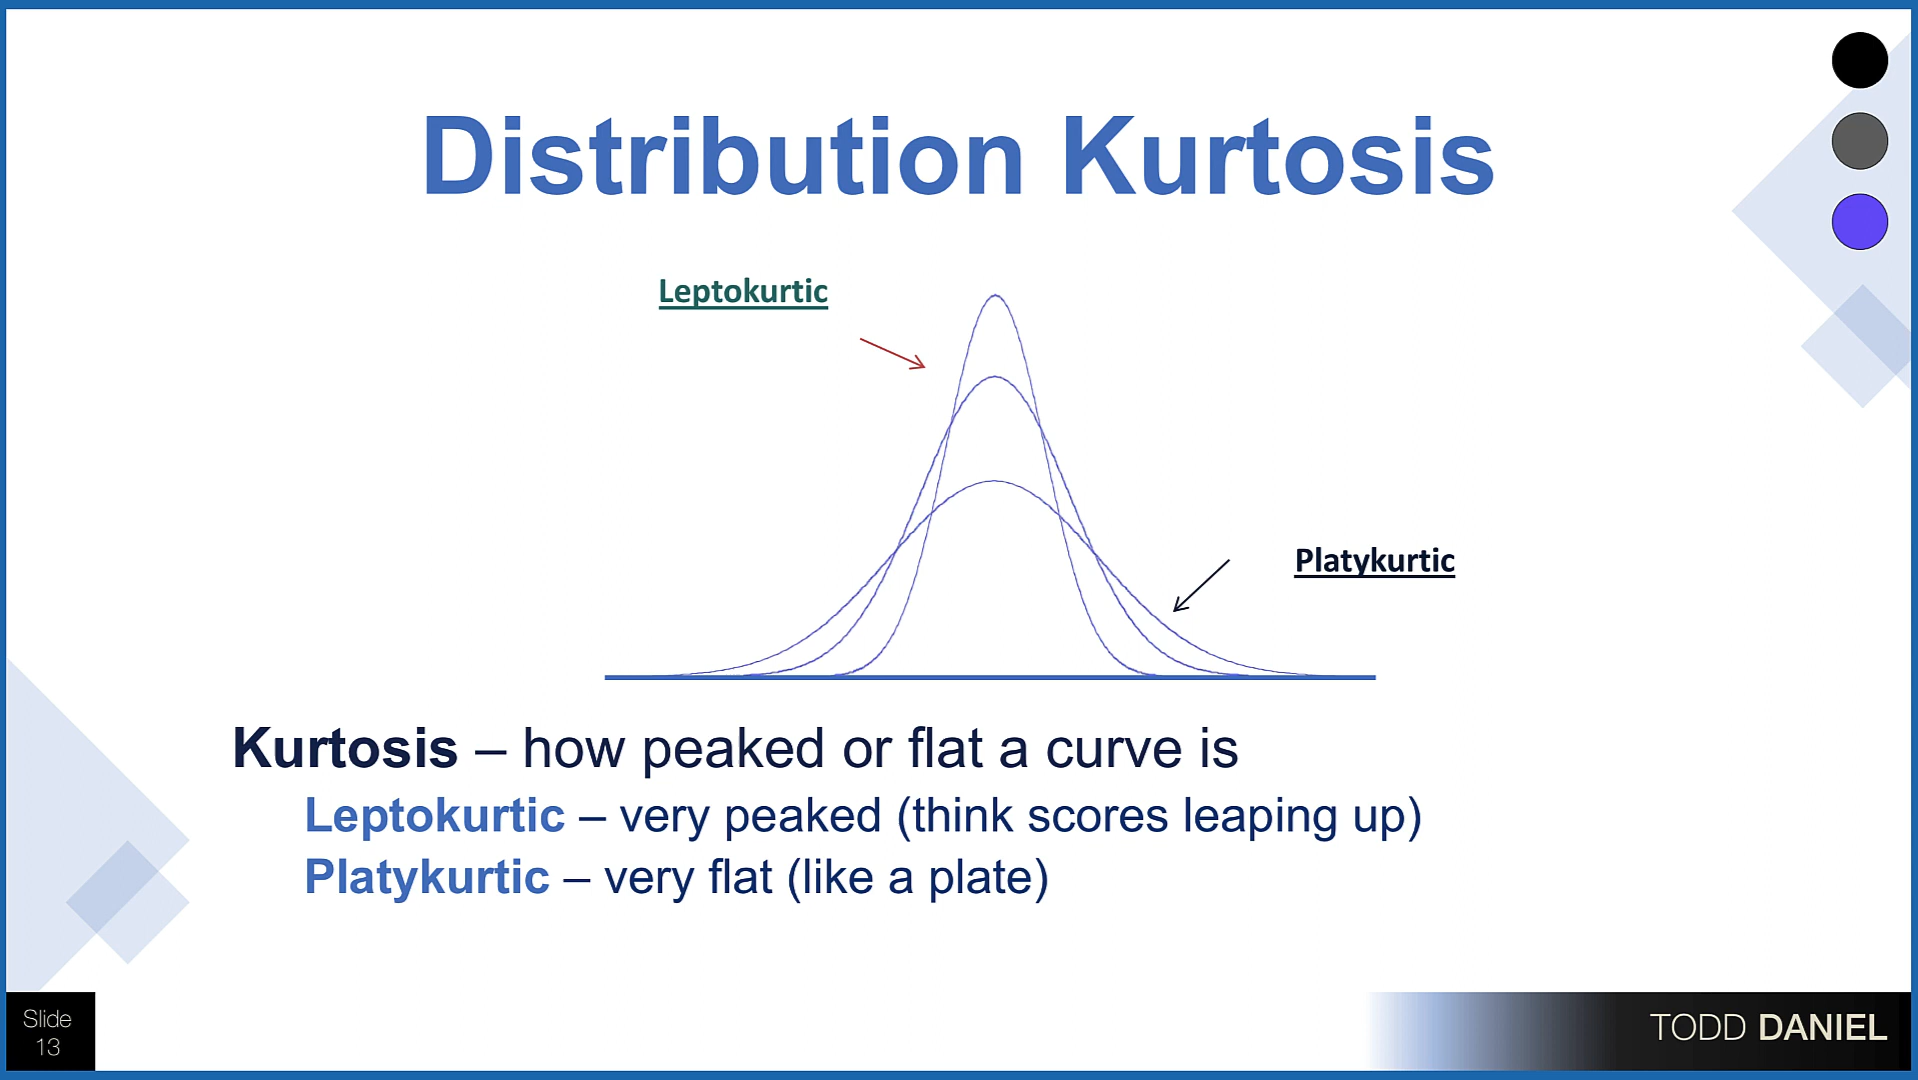 Distribution Kurtosis
Leptokurtic
Platykurtic
Kurtosis – how peaked or flat a curve is
Leptokurtic – very peaked (think scores leaping up)
Platykurtic – very flat (like a plate)
Slide
13
TODD DANIEL